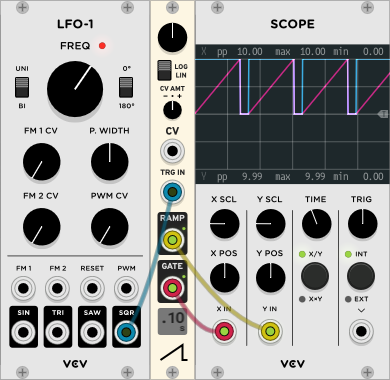 LFO-1
FREQ
UNI
0°
BI
180°
FM 1 CV
P. WIDTH
FM 2 CV
PWM CV
FM 1
FM 2
RESET
PWM
SIN
TRI
SAW
SQR
VCV
LOG
LIN
CV AMT
- • +
CV
TRG IN
RAMP
GATE
.10
s
SCOPE
X pp 10.00 max 10.00 min 0.00
T
Y pp 9.99 max 10.00 min 0.00
X SCL
Y SCL
TIME
TRIG
X POS
Y POS
X/Y
INT
X×Y
EXT
X IN
Y IN
VCV